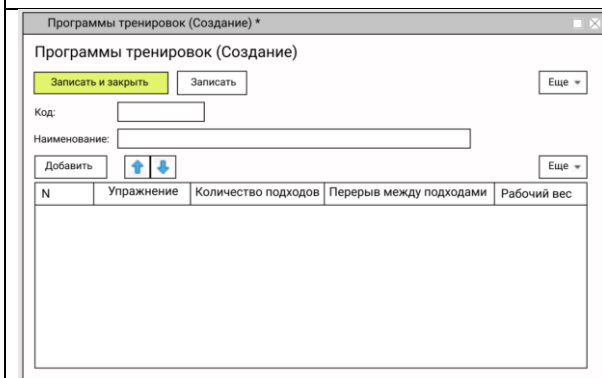 Программы тренировок (Создание) *
Программы тренировок (Создание)
Записать и закрыть Записать Еще
Код:
Наименование:
Добавить Еще
N Упражнение Количество подходов Перерыв между подходами Рабочий вес